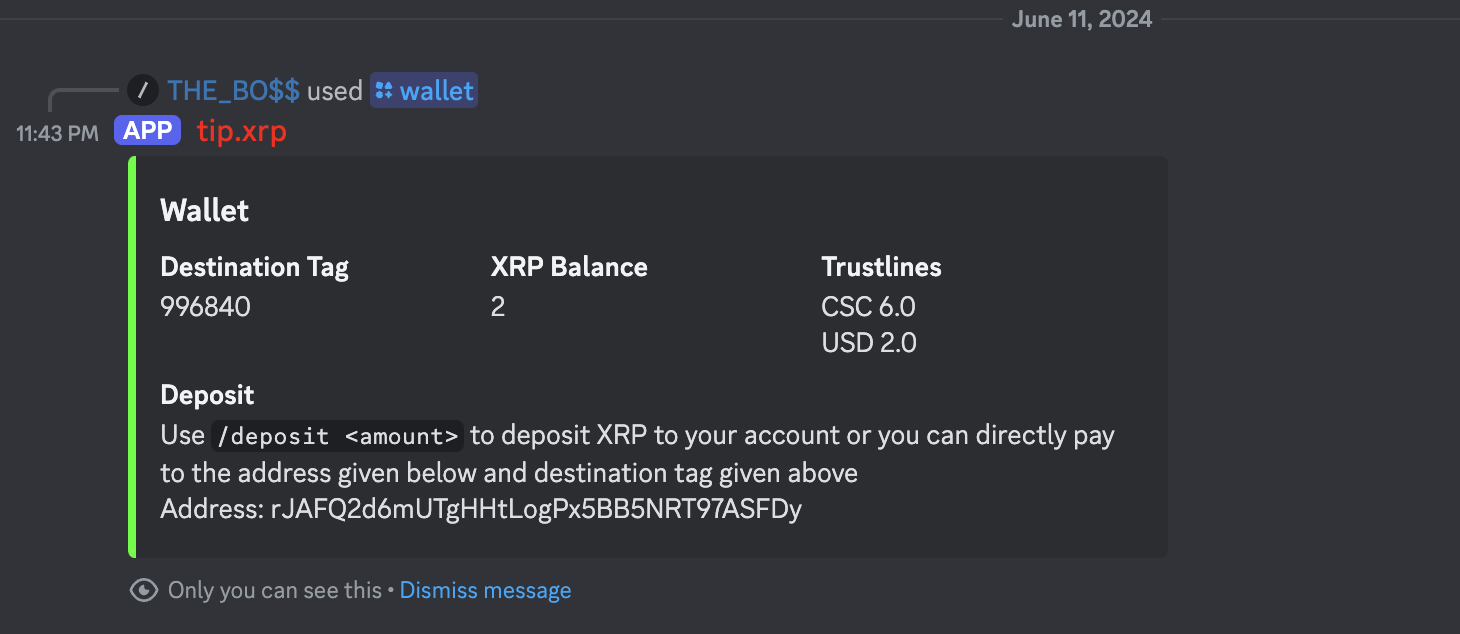 June 11, 2024
THE_BO$$ used wallet
11:43 PM APP tip.xrp
Wallet
Destination Tag XRP Balance Trustlines
996840 2 CSC 6.0
USD 2.0
Deposit
Use /deposit <amount> to deposit XRP to your account or you can directly pay
to the address given below and destination tag given above
Address: rJAFQ2d6mUTgHHtLogPx5BB5NRT97ASFDy
Only you can see this • Dismiss message